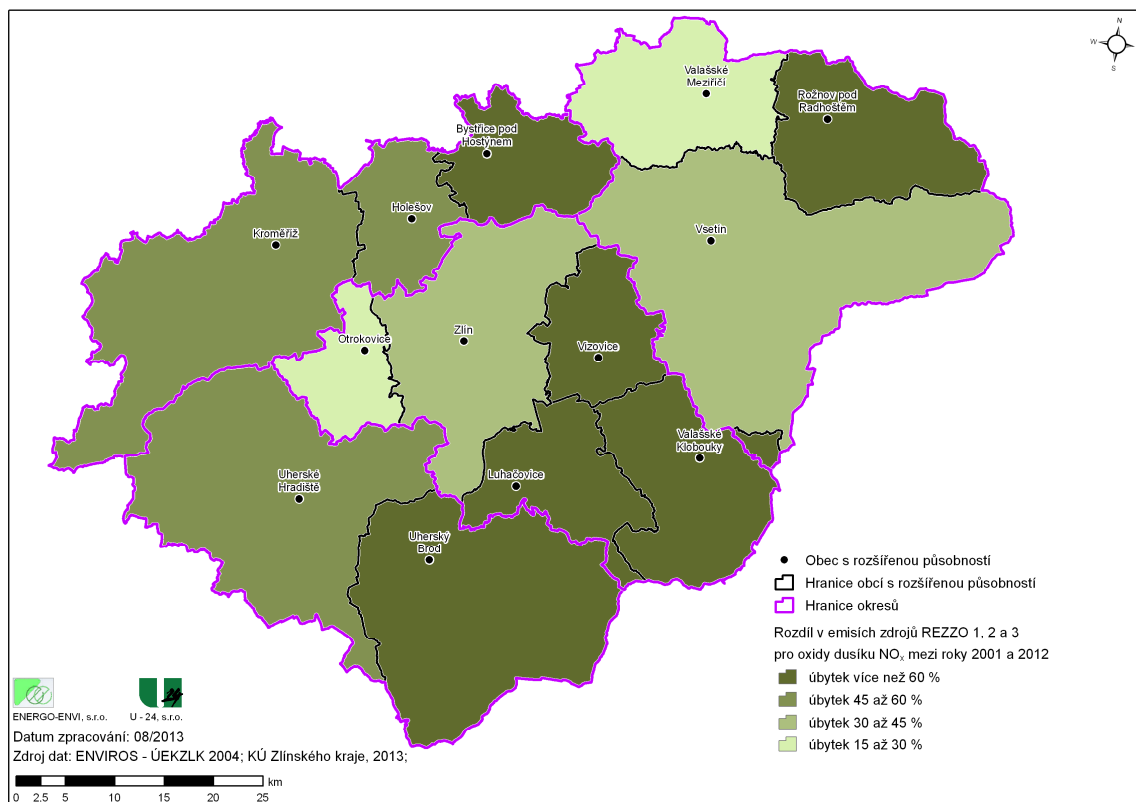 N
W
E
S
Valašské
Meziříčí
Rožnov pod
Radhoštěm
Bystřice pod
Hostýnem
Holešov
Kroměříž
Vsetín
Otrokovice
Zlín
Vizovice
Valašské
Klobouky
Uherské
Hradiště
Luhačovice
Uherský
Brod
Obec s rozšířenou působností
Hranice obcí s rozšířenou působností
Hranice okresů
Rozdíl v emisích zdrojů REZZO 1, 2 a 3
pro oxidy dusíku NOₓ mezi roky 2001 a 2012
úbytek více než 60 %
úbytek 45 až 60 %
úbytek 30 až 45 %
úbytek 15 až 30 %
ENERGO-ENVI, s.r.o. U - 24, s.r.o.
Datum zpracování: 08/2013
Zdroj dat: ENVIROS - ÚEKZLK 2004; KÚ Zlínského kraje, 2013;
km
0 2.5 5 10 15 20 25